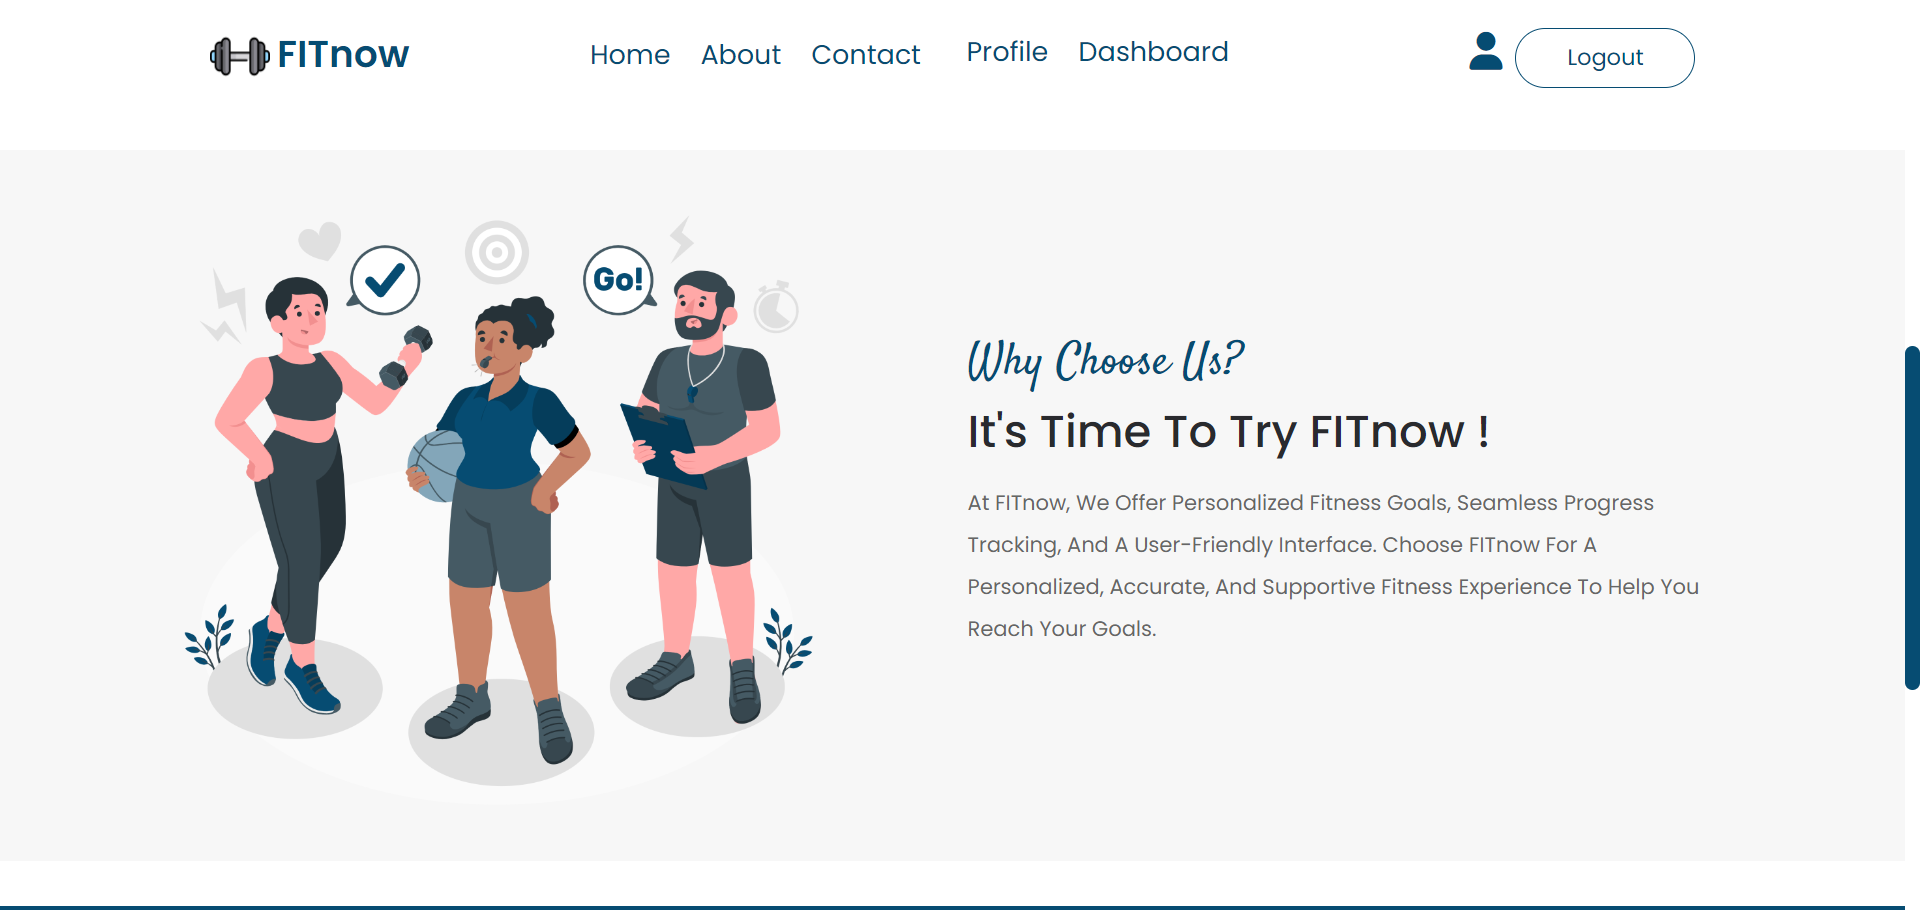 FITnow
Home About Contact Profile Dashboard
Logout
Go!
Why Choose Us?
It's Time To Try FITnow !
At FITnow, We Offer Personalized Fitness Goals, Seamless Progress
Tracking, And A User-Friendly Interface. Choose FITnow For A
Personalized, Accurate, And Supportive Fitness Experience To Help You
Reach Your Goals.